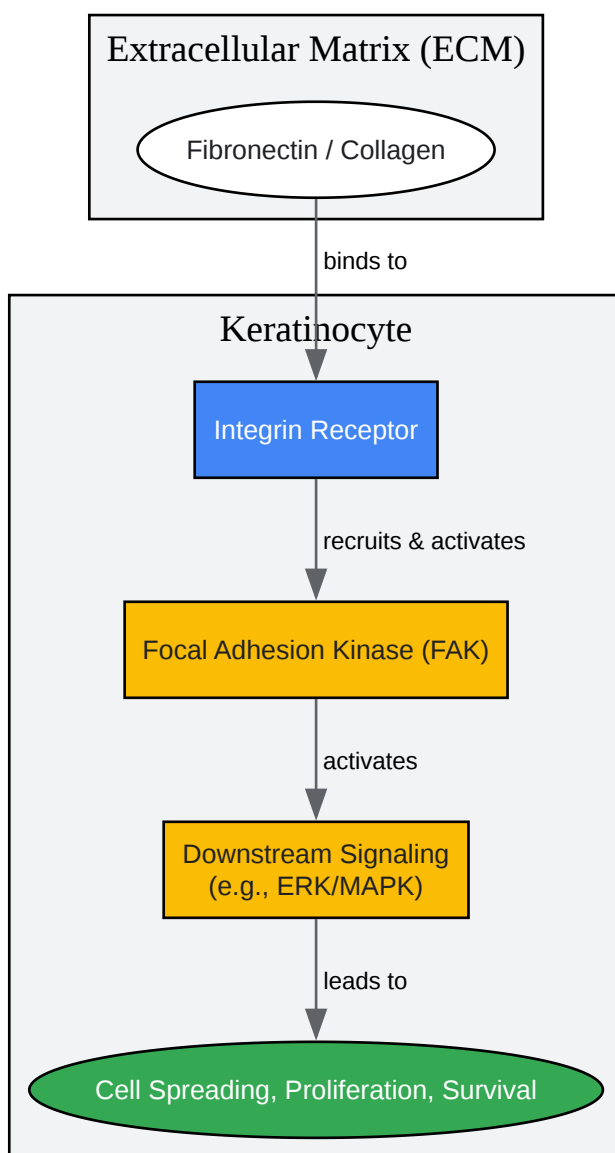 Extracellular Matrix (ECM)
Fibronectin / Collagen
binds to
Keratinocyte
Integrin Receptor
recruits & activates
Focal Adhesion Kinase (FAK)
activates
Downstream Signaling
(e.g., ERK/MAPK)
leads to
Cell Spreading, Proliferation, Survival